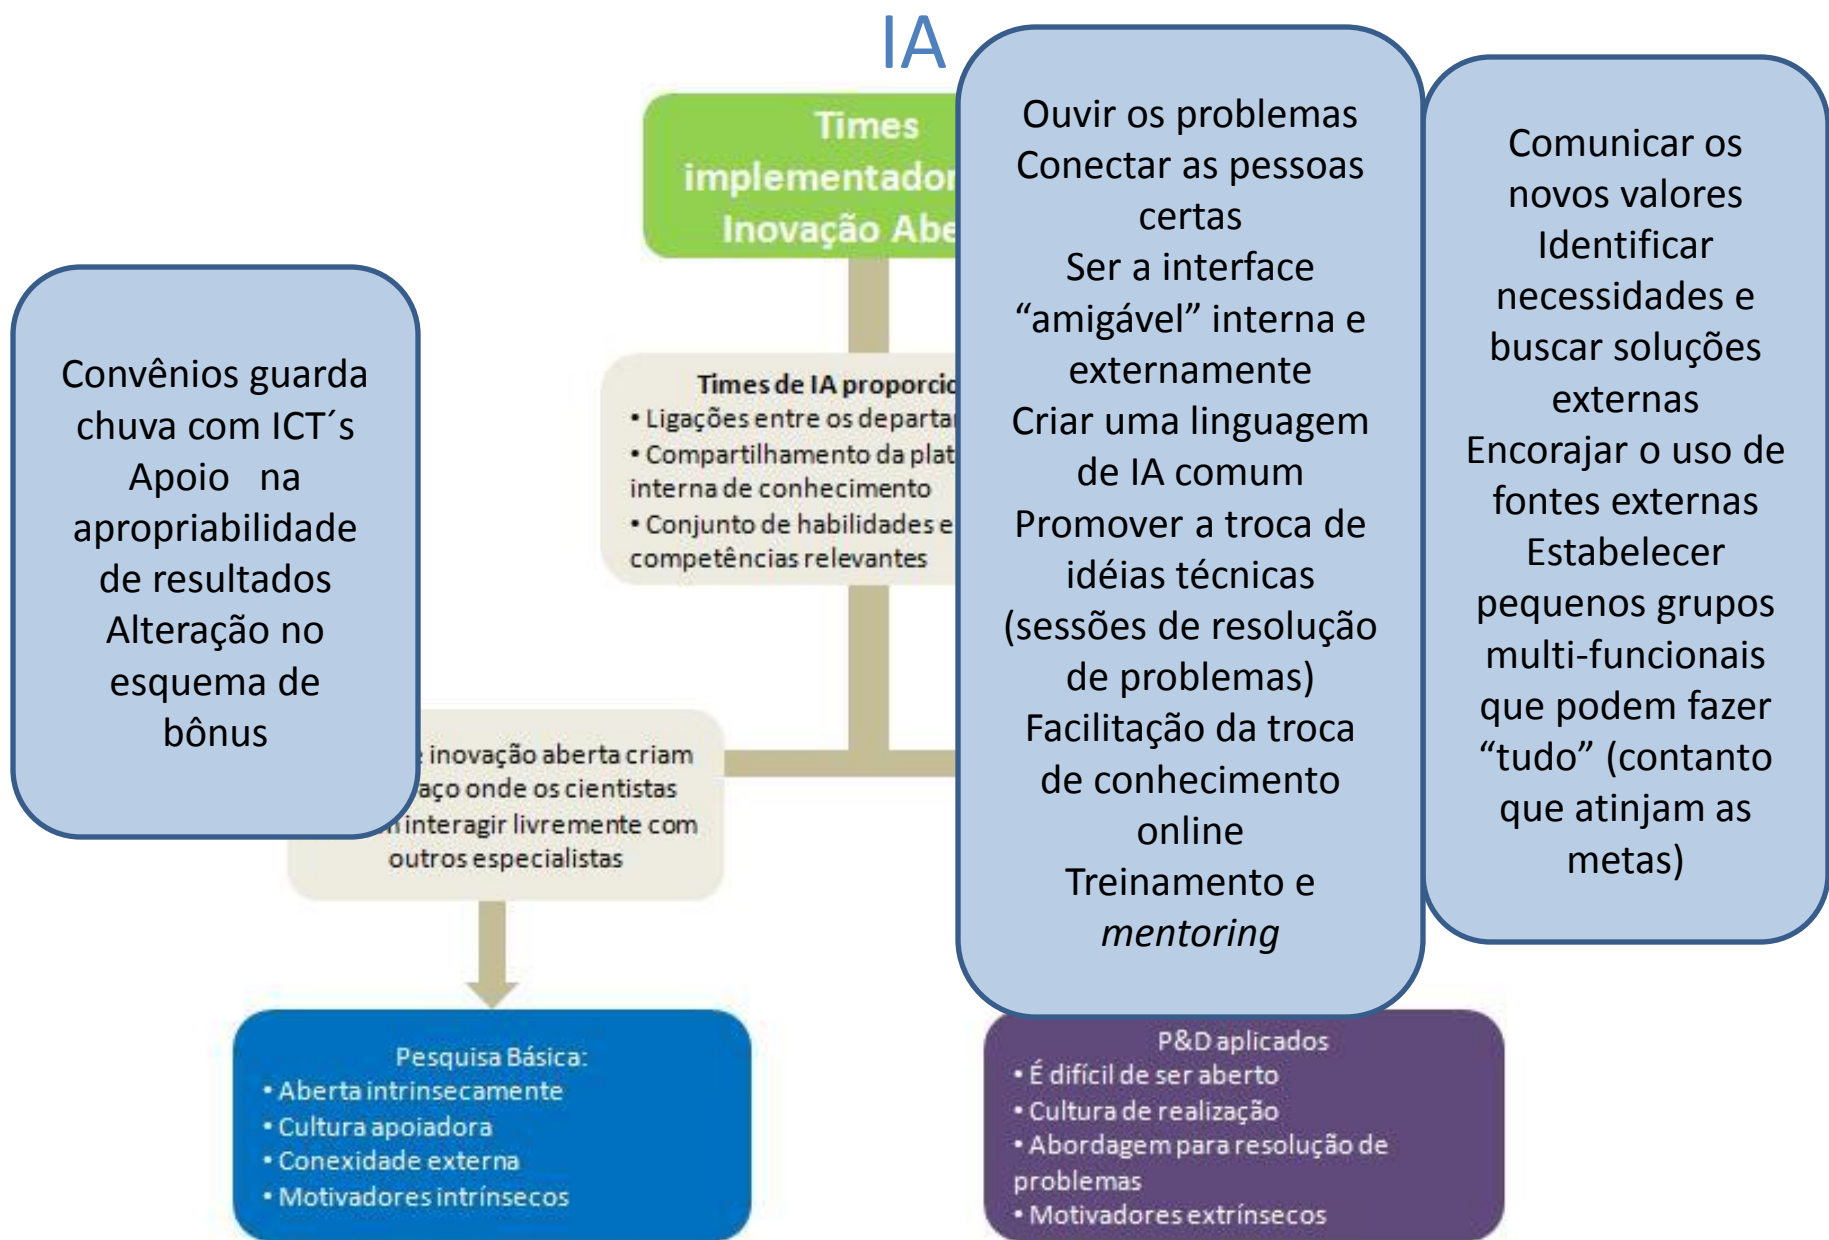 IA
Times
Inovação
Times de IA
• Ligações entre os
• Compartilhamento da
interna de conhecimento
• Conjunto de habilidades e
competências relevantes
Convênios guarda
chuva com ICT´s
Apoio na
apropriabilidade
de resultados
Alteração no
esquema de
bônus
Ouvir os problemas
Conectar as pessoas
certas
Ser a interface
“amigável” interna e
externamente
Criar uma linguagem
de IA comum
Promover a troca de
idéias técnicas
(sessões de resolução
de problemas)
Facilitação da troca
de conhecimento
online
Treinamento e
mentoring
Comunicar os
novos valores
Identificar
necessidades e
buscar soluções
externas
Encorajar o uso de
fontes externas
Estabelecer
pequenos grupos
multi-funcionais
que podem fazer
“tudo” (contanto
que atinjam as
metas)
inovação aberta criam
onde os cientistas
interagir livremente com
outros especialistas
Pesquisa Básica:
• Aberta intrinsecamente
• Cultura apoiadora
• Conexidade externa
• Motivadores intrínsecos
P&D aplicados
• É difícil de ser aberto
• Cultura de realização
• Abordagem para resolução de
problemas
• Motivadores extrínsecos